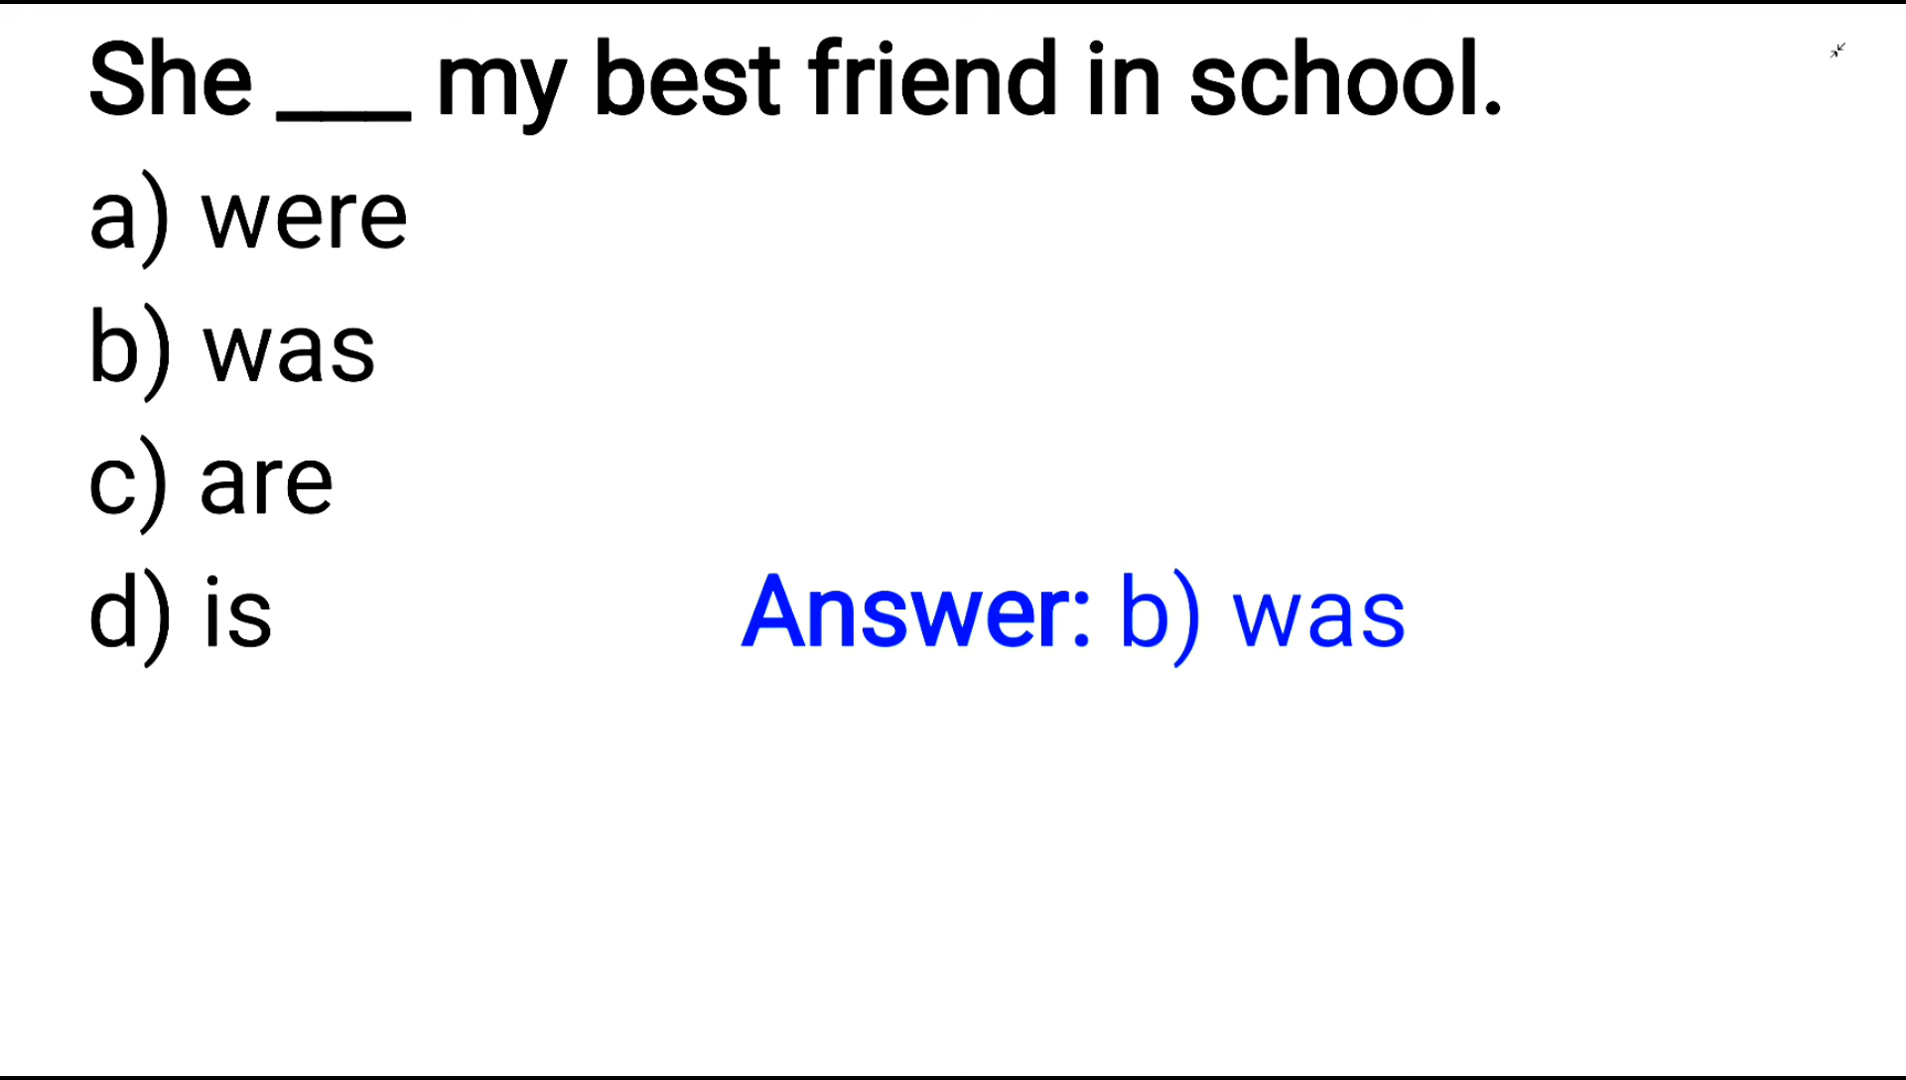 She ___ my best friend in school.
a) were
b) was
c) are
d) is
Answer: b) was